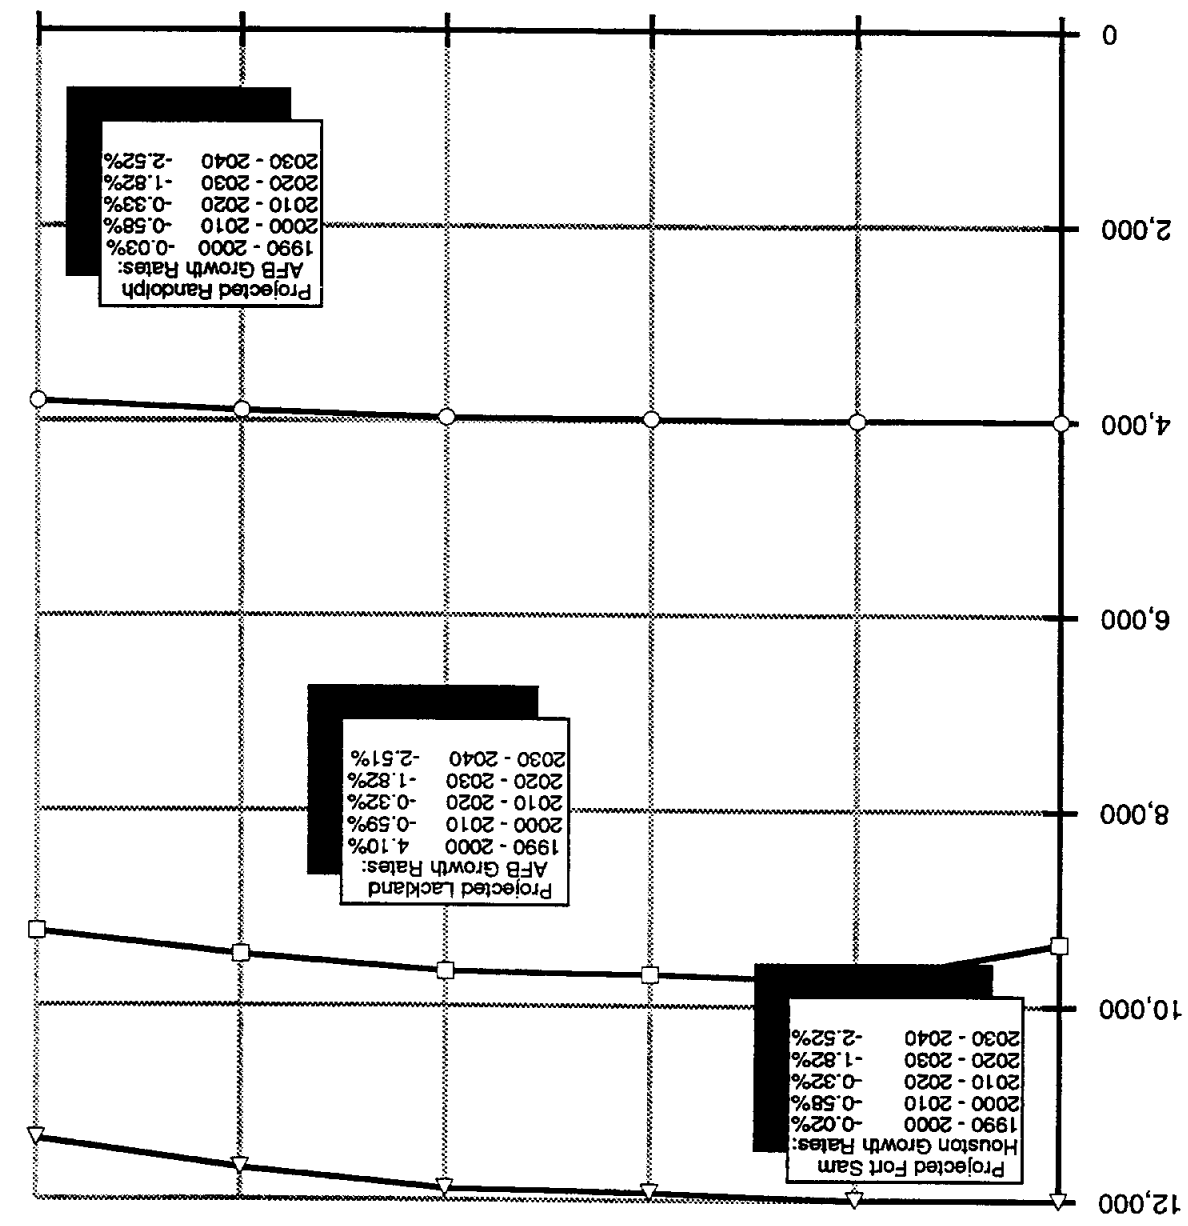 12,000
10,000
8,000
6,000
4,000
2,000
0
Projected Fort Sam
Houston Growth Rates:
1990 - 2000 -0.02%
2000 - 2010 -0.58%
2010 - 2020 -0.32%
2020 - 2030 -1.82%
2030 - 2040 -2.52%
Projected Lackland
AFB Growth Rates:
1990 - 2000 4.10%
2000 - 2010 -0.59%
2010 - 2020 -0.32%
2020 - 2030 -1.82%
2030 - 2040 -2.51%
Projected Randolph
AFB Growth Rates:
1990 - 2000 -0.03%
2000 - 2010 -0.58%
2010 - 2020 -0.33%
2020 - 2030 -1.82%
2030 - 2040 -2.52%